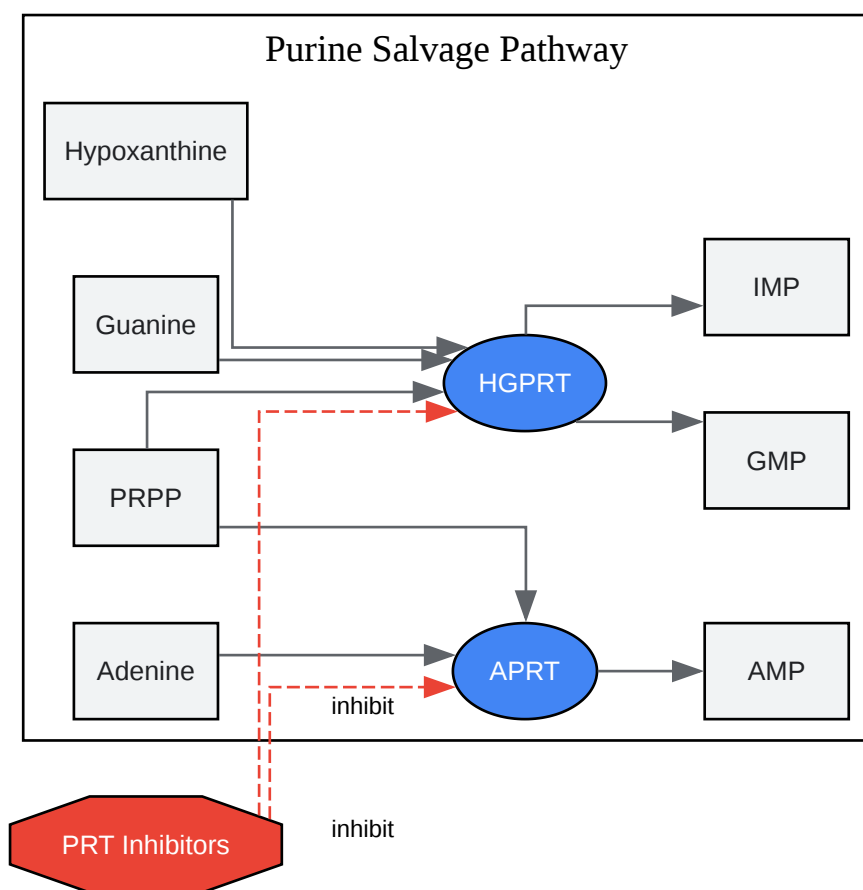 Purine Salvage Pathway
Hypoxanthine
Guanine
IMP
HGPRT
GMP
PRPP
Adenine
APRT
AMP
inhibit
PRT Inhibitors
inhibit